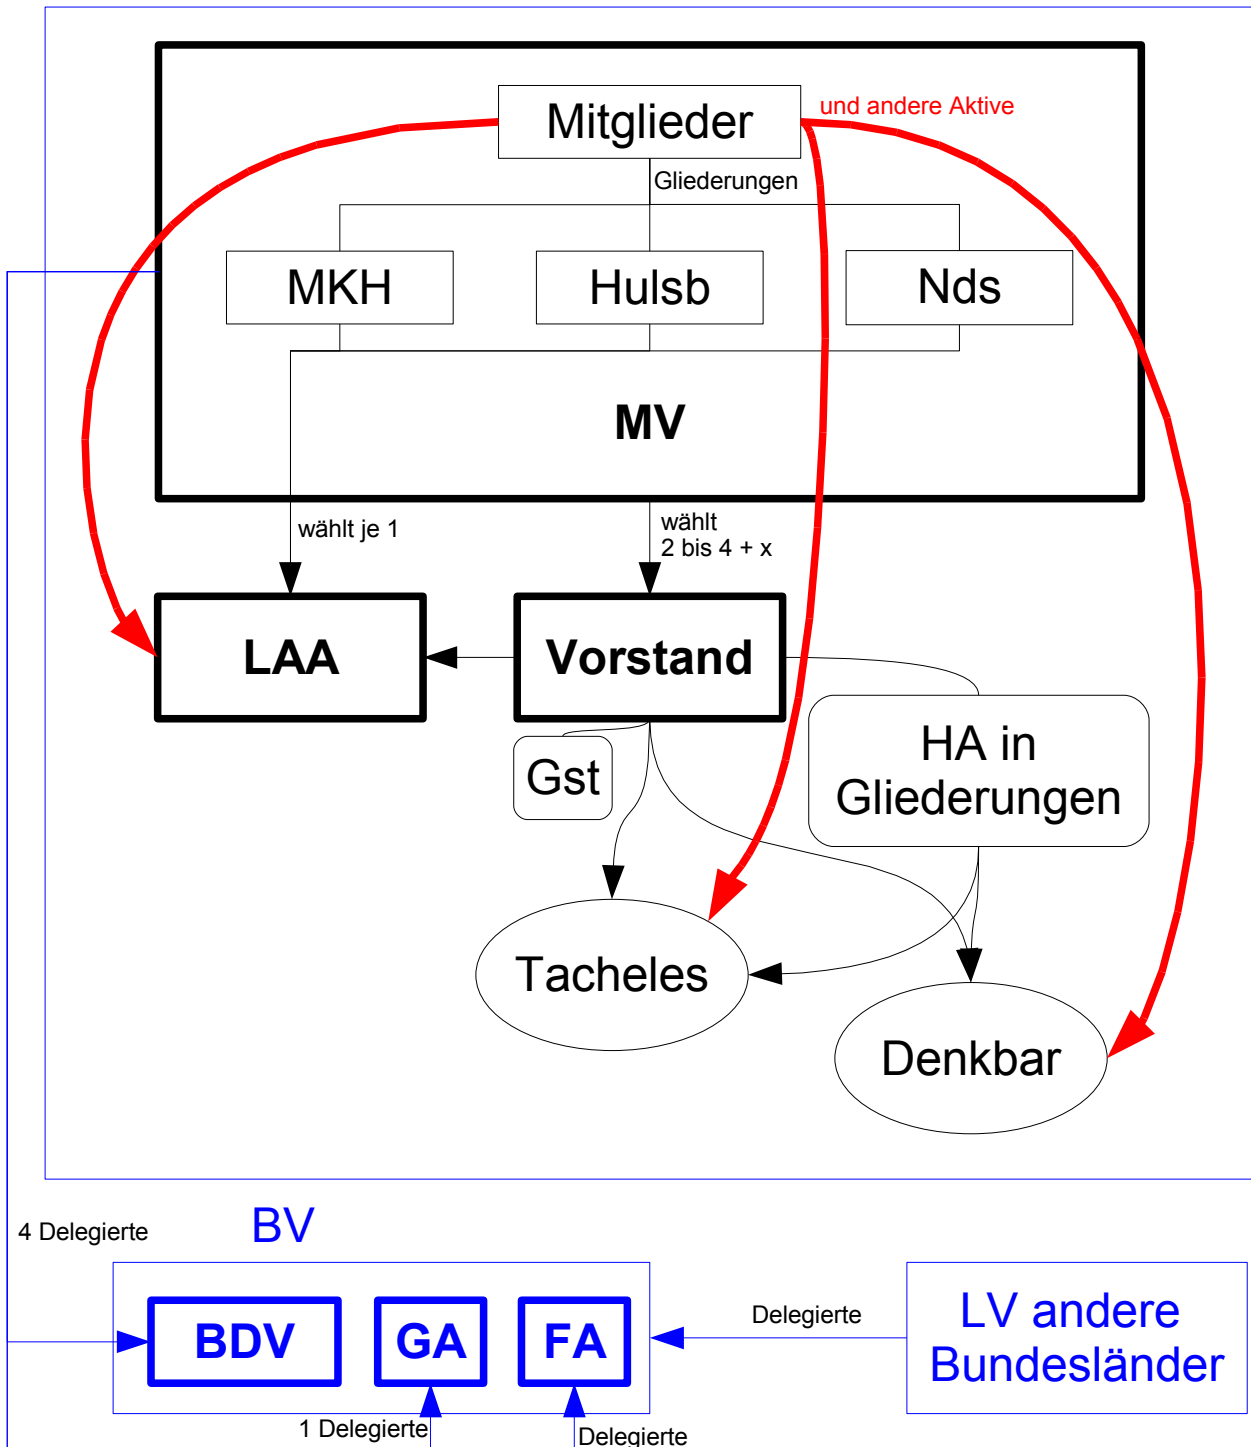 Mitglieder
und andere Aktive
Gliederungen
MKH
Hulsb
Nds
MV
wählt je 1
wählt
2 bis 4 + x
LAA
Vorstand
Gst
HA in
Gliederungen
Tacheles
Denkbar
4 Delegierte
BV
BDV
GA
FA
Delegierte
LV andere
Bundesländer
1 Delegierte
Delegierte